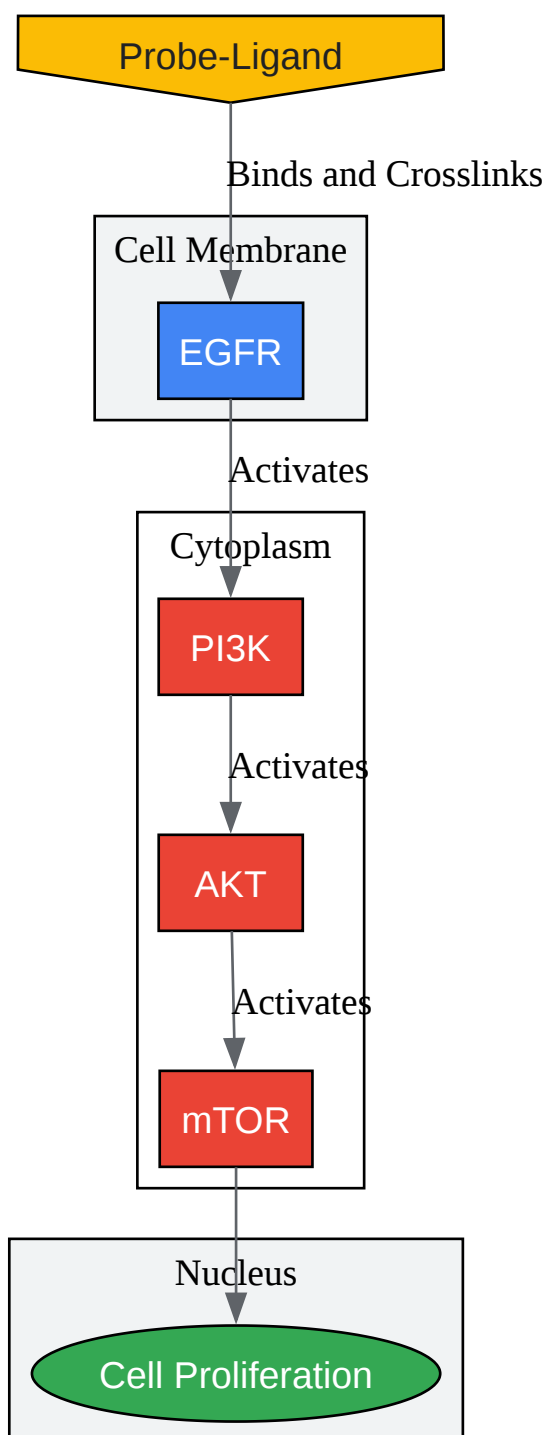 Probe-Ligand
Binds and Crosslinks
Cell Membrane
EGFR
Activates
Cytoplasm
PI3K
Activates
AKT
Activates
mTOR
Nucleus
Cell Proliferation